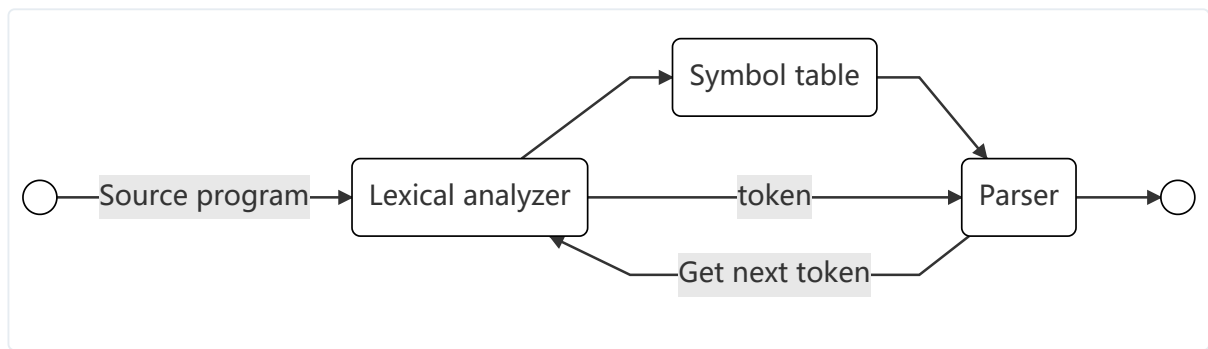 Symbol table
Source program
Lexical analyzer
token
Parser
Get next token